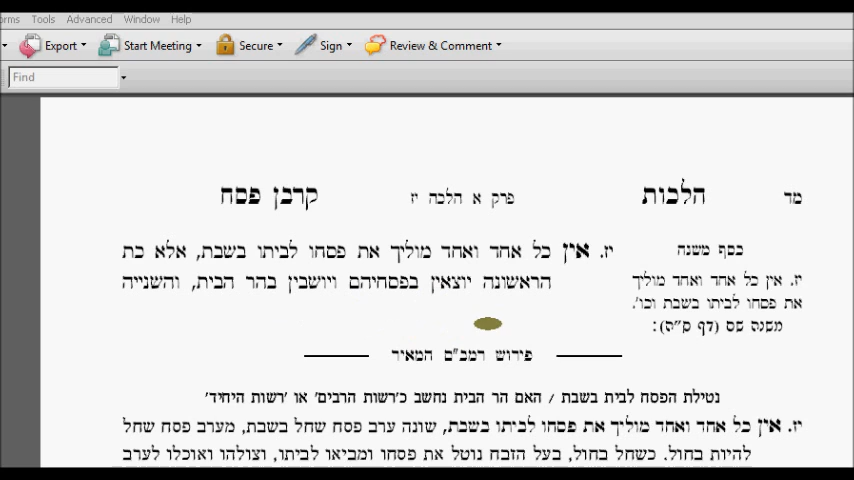 orms Tools Advanced Window Help
Export Start Meeting Secure Sign Review & Comment
Find
מד הלכות פרק א הלכה יז קרבן פסח
כסף משנה
יז. אין כל אחד ואחד מוליך
את פסחו לביתו בשבת וכו'.
משנה שם (דף ס"ה):
יז. אין כל אחד ואחד מוליך את פסחו לביתו בשבת, אלא כת
הראשונה יוצאין בפסחיהם ויושבין בהר הבית, והשנייה
פירוש רמב"ם המאיר
נטילת הפסח לבית בשבת / האם הר הבית נחשב כ'רשות הרבים' או 'רשות היחיד'
יז. אין כל אחד ואחד מוליך את פסחו לביתו בשבת, שונה ערב פסח שחל בשבת, מערב פסח שחל
להיות בחול. כשחל בחול, בעל הזבח נוטל את פסחו ומביאו לביתו, וצולהו ואוכלו לערב